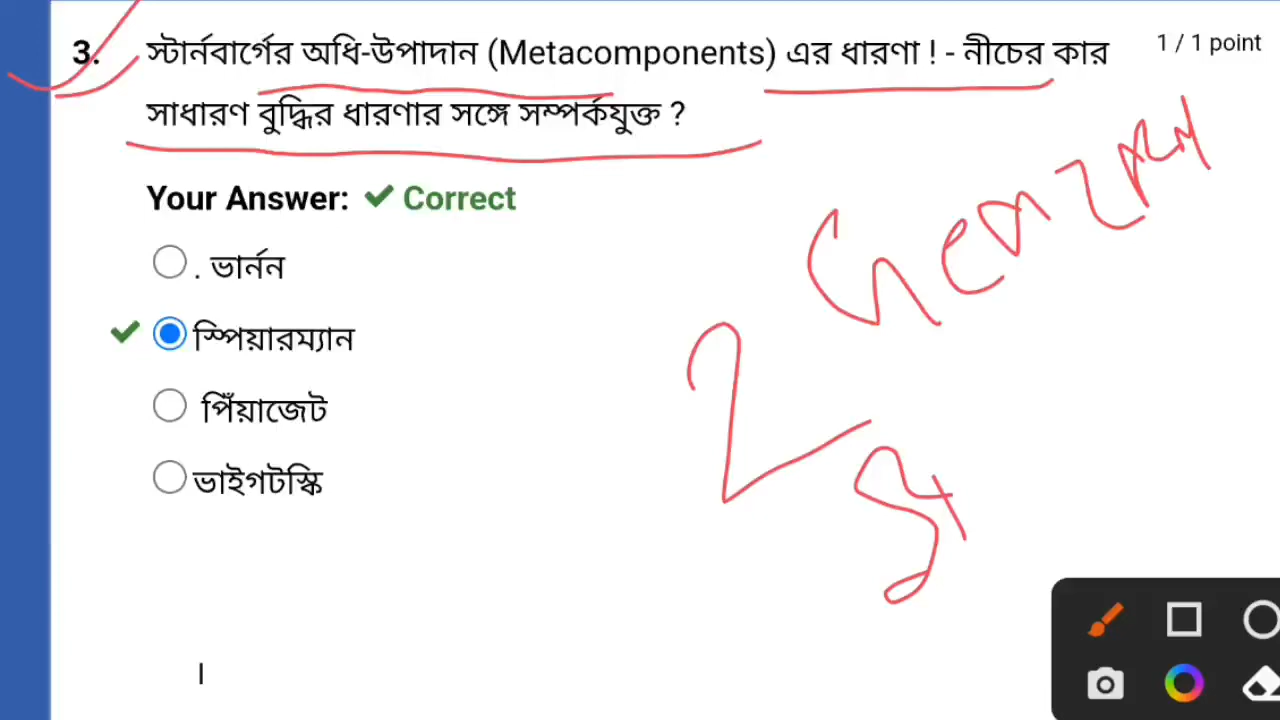 3. স্টার্নবার্গের অধি-উপাদান (Metacomponents) এর ধারণা ! - নীচের কার
1 / 1 point
সাধারণ বুদ্ধির ধারণার সঙ্গে সম্পর্কযুক্ত ?
Your Answer: ✔ Correct
. ভার্নন
স্পিয়ারম্যান
পিঁয়াজেট
ভাইগটস্কি